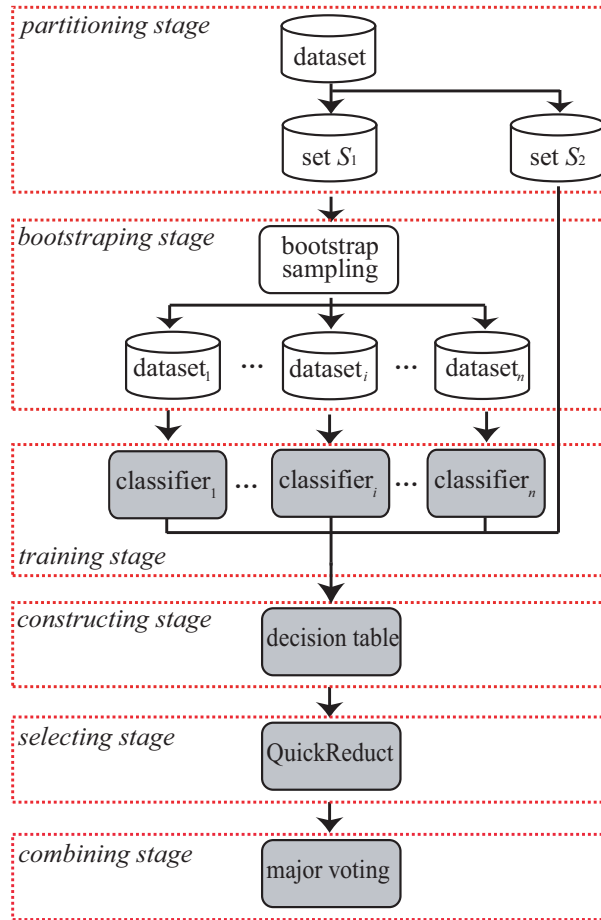 partitioning stage
dataset
set S1
set S2
bootstraping stage
bootstrap
sampling
dataset1 ... dataseti ... datasetn
classifier1 ... classifieri ... classifiern
training stage
constructing stage
decision table
selecting stage
QuickReduct
combining stage
major voting